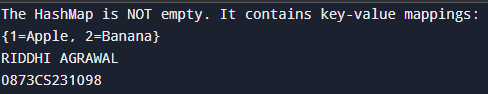 The HashMap is NOT empty. It contains key-value mappings:
{1=Apple, 2=Banana}
RIDDHI AGRAWAL
0873CS231098